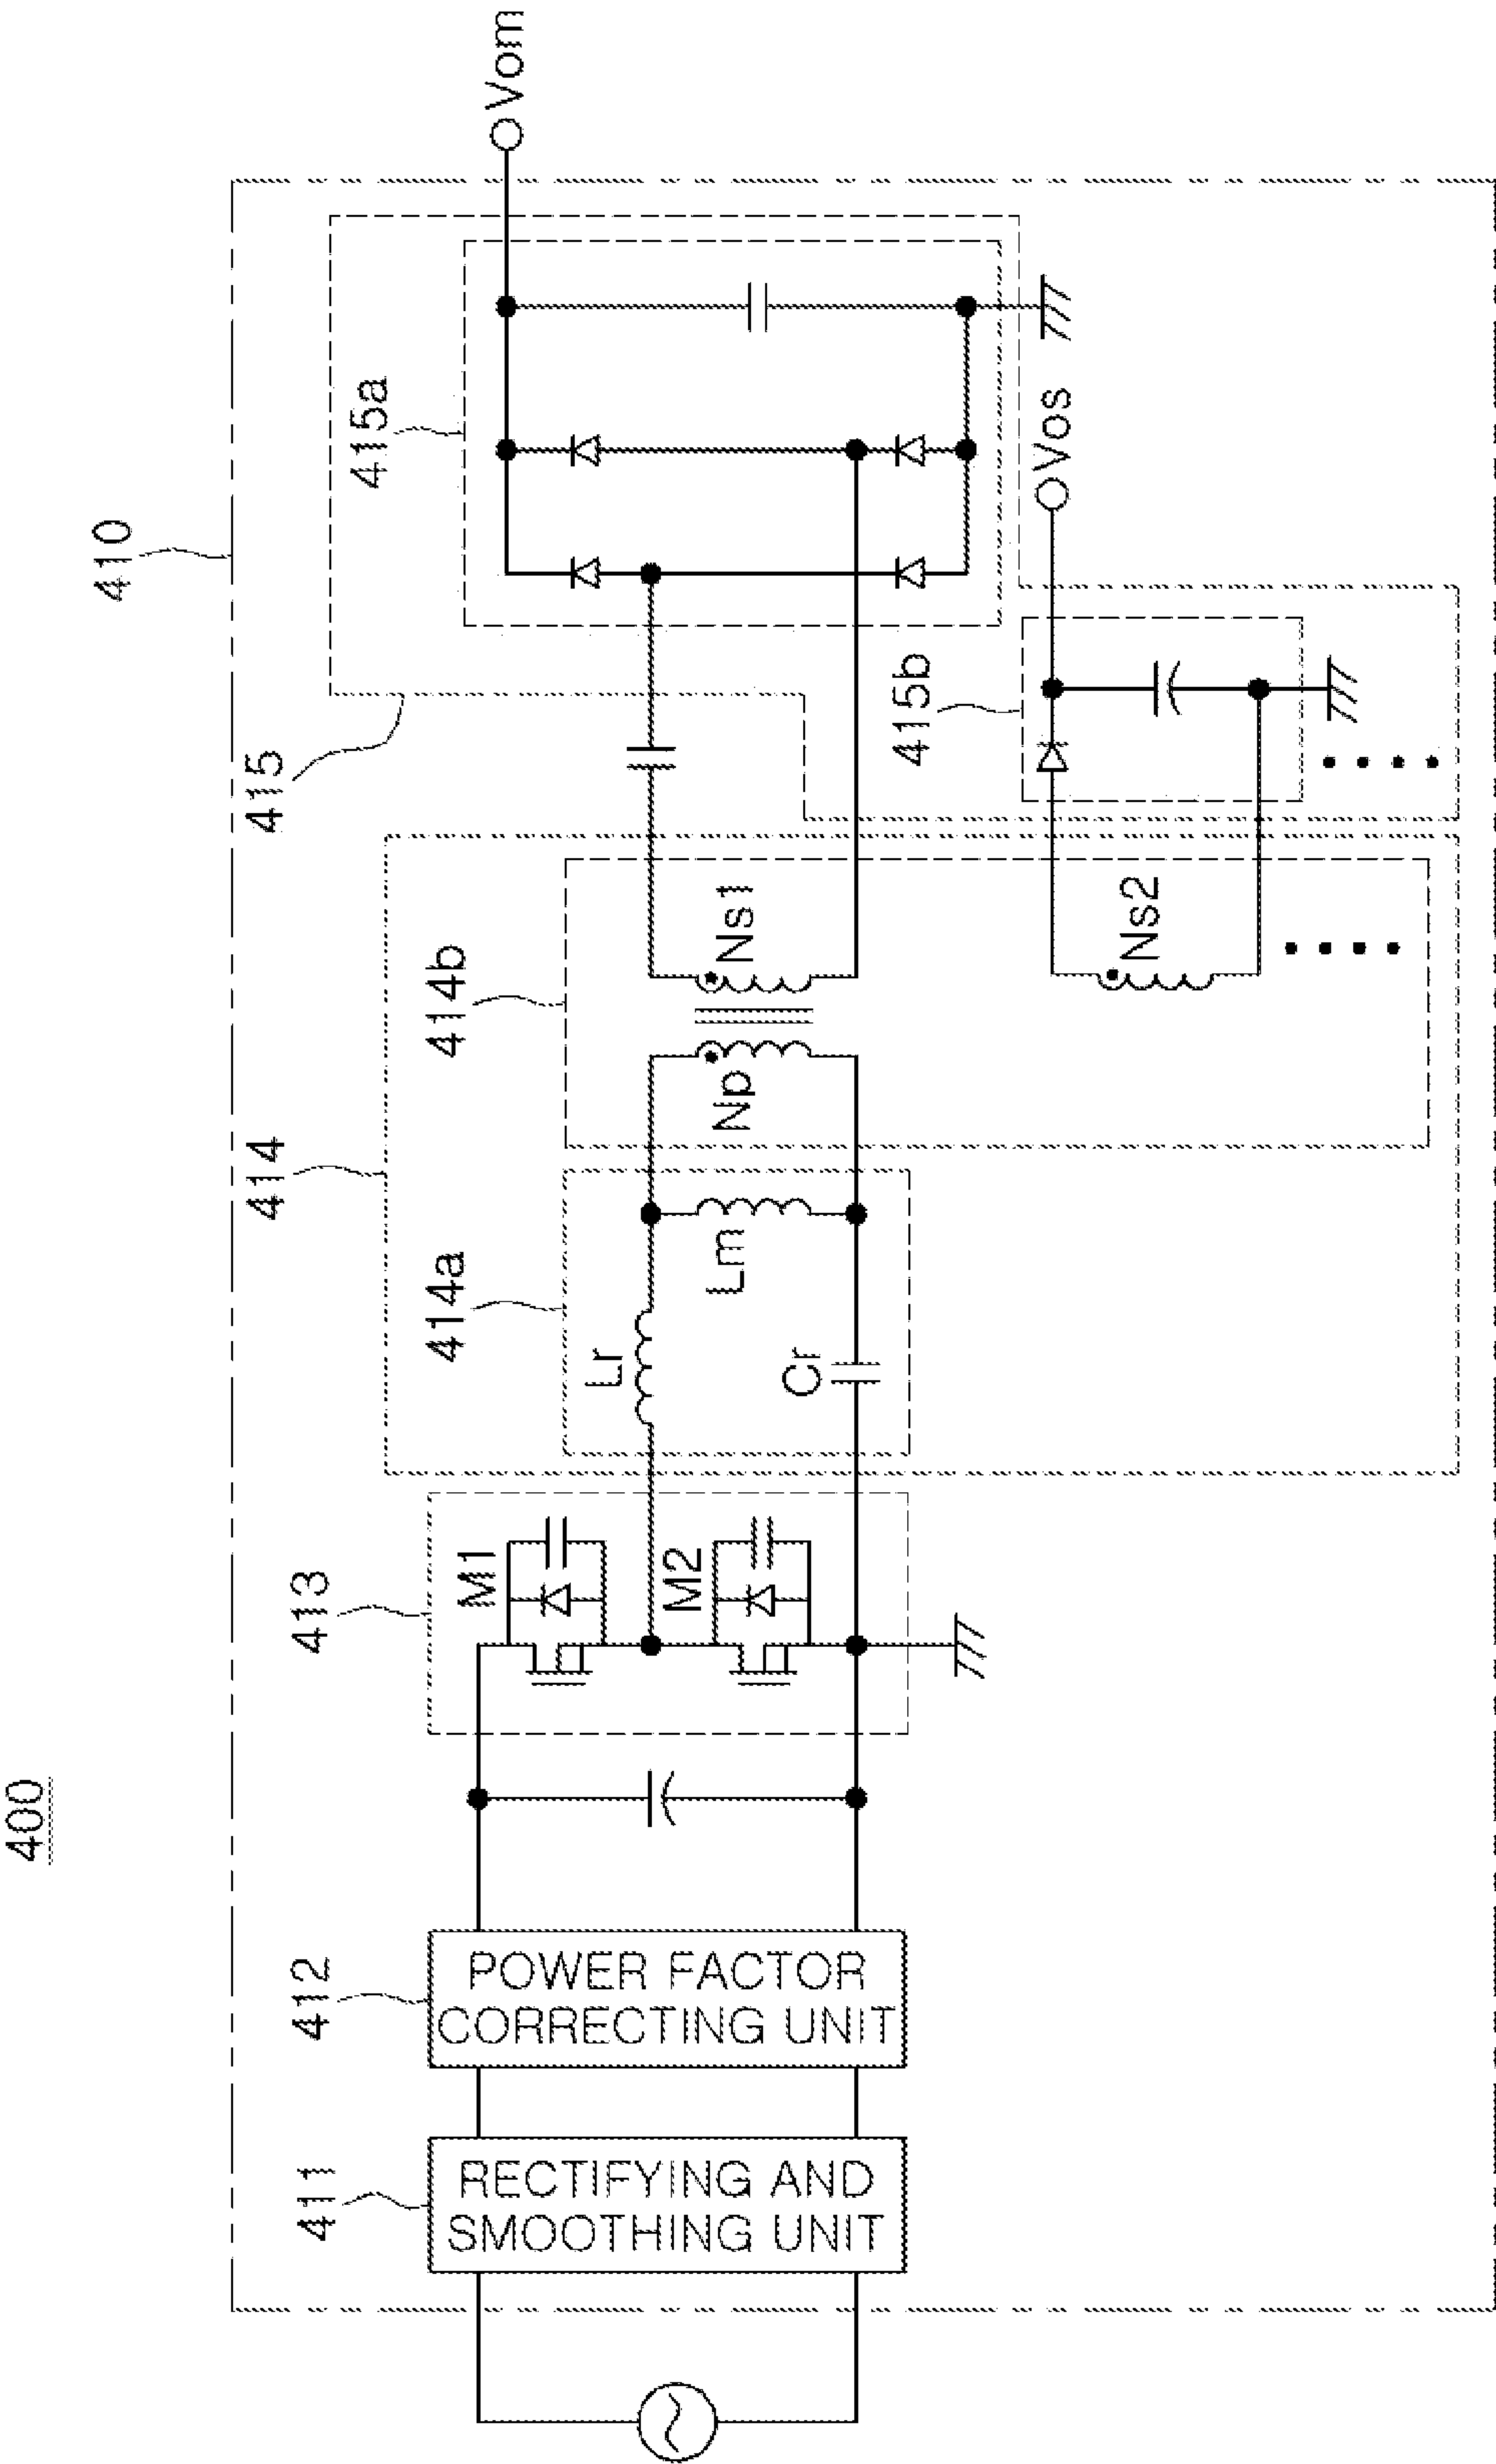 400
410
411
RECTIFYING AND
SMOOTHING UNIT
412
POWER FACTOR
CORRECTING UNIT
413
M1
M2
414
414a
Lr
Lm
Cr
414b
Np
Ns1
Ns2
415
415a
415b
Vom
Vos